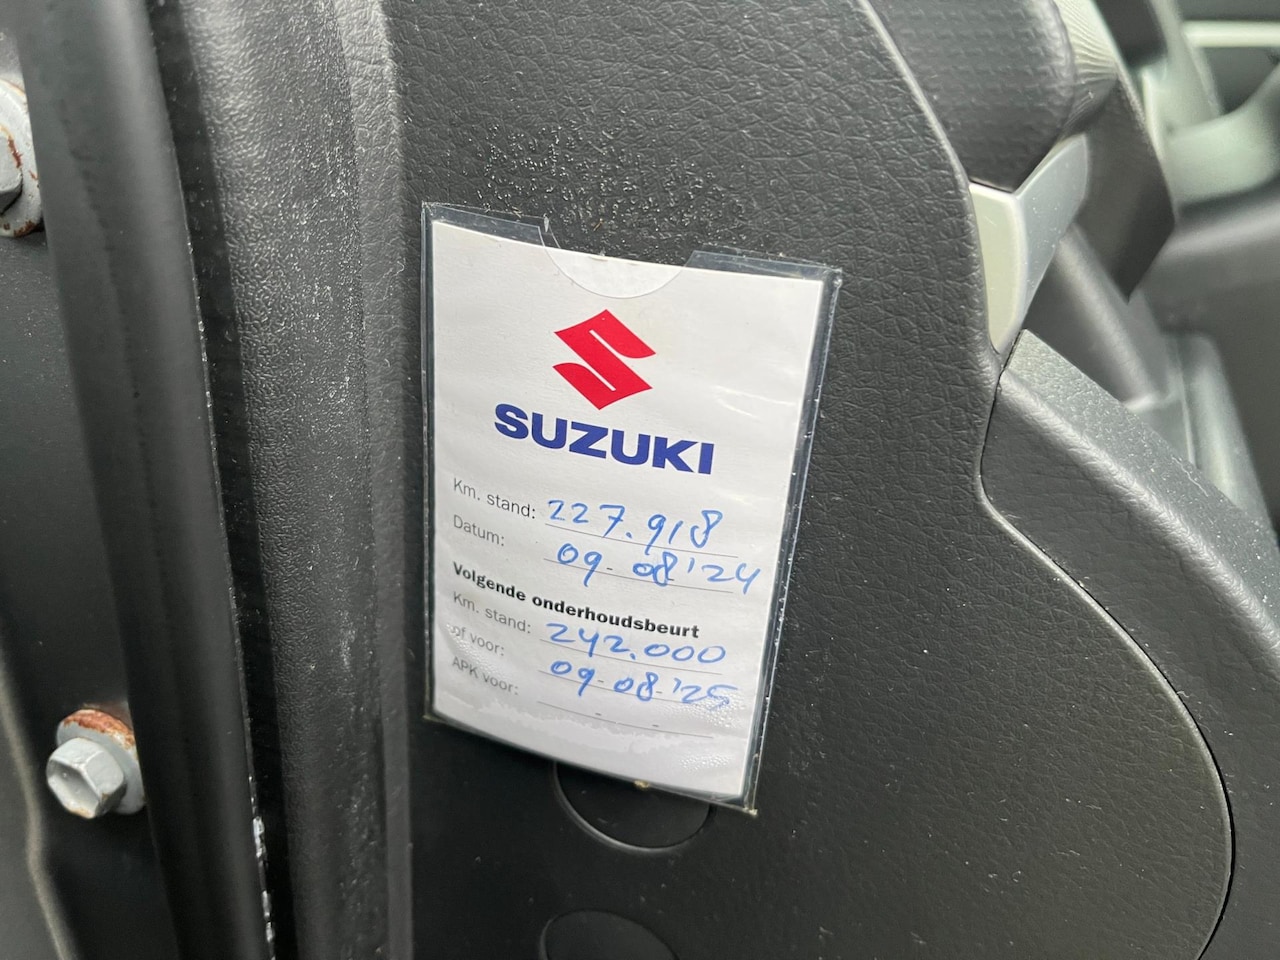 SUZUKI
Km. stand: 227.918
Datum: 09-08'24
Volgende onderhoudsbeurt
Km. stand: 242.000
of voor: 09-08-'25
APK voor: